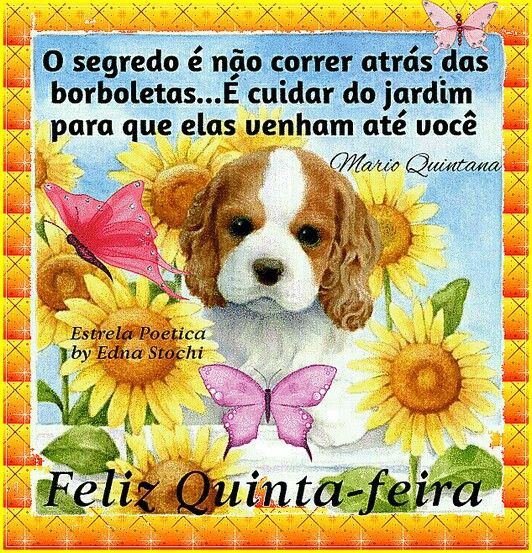 O segredo é não correr atrás das
borboletas...É cuidar do jardim
para que elas venham até você
Mario Quintana
Estrela Poetica
by Edna Stochi
Feliz Quinta-feira